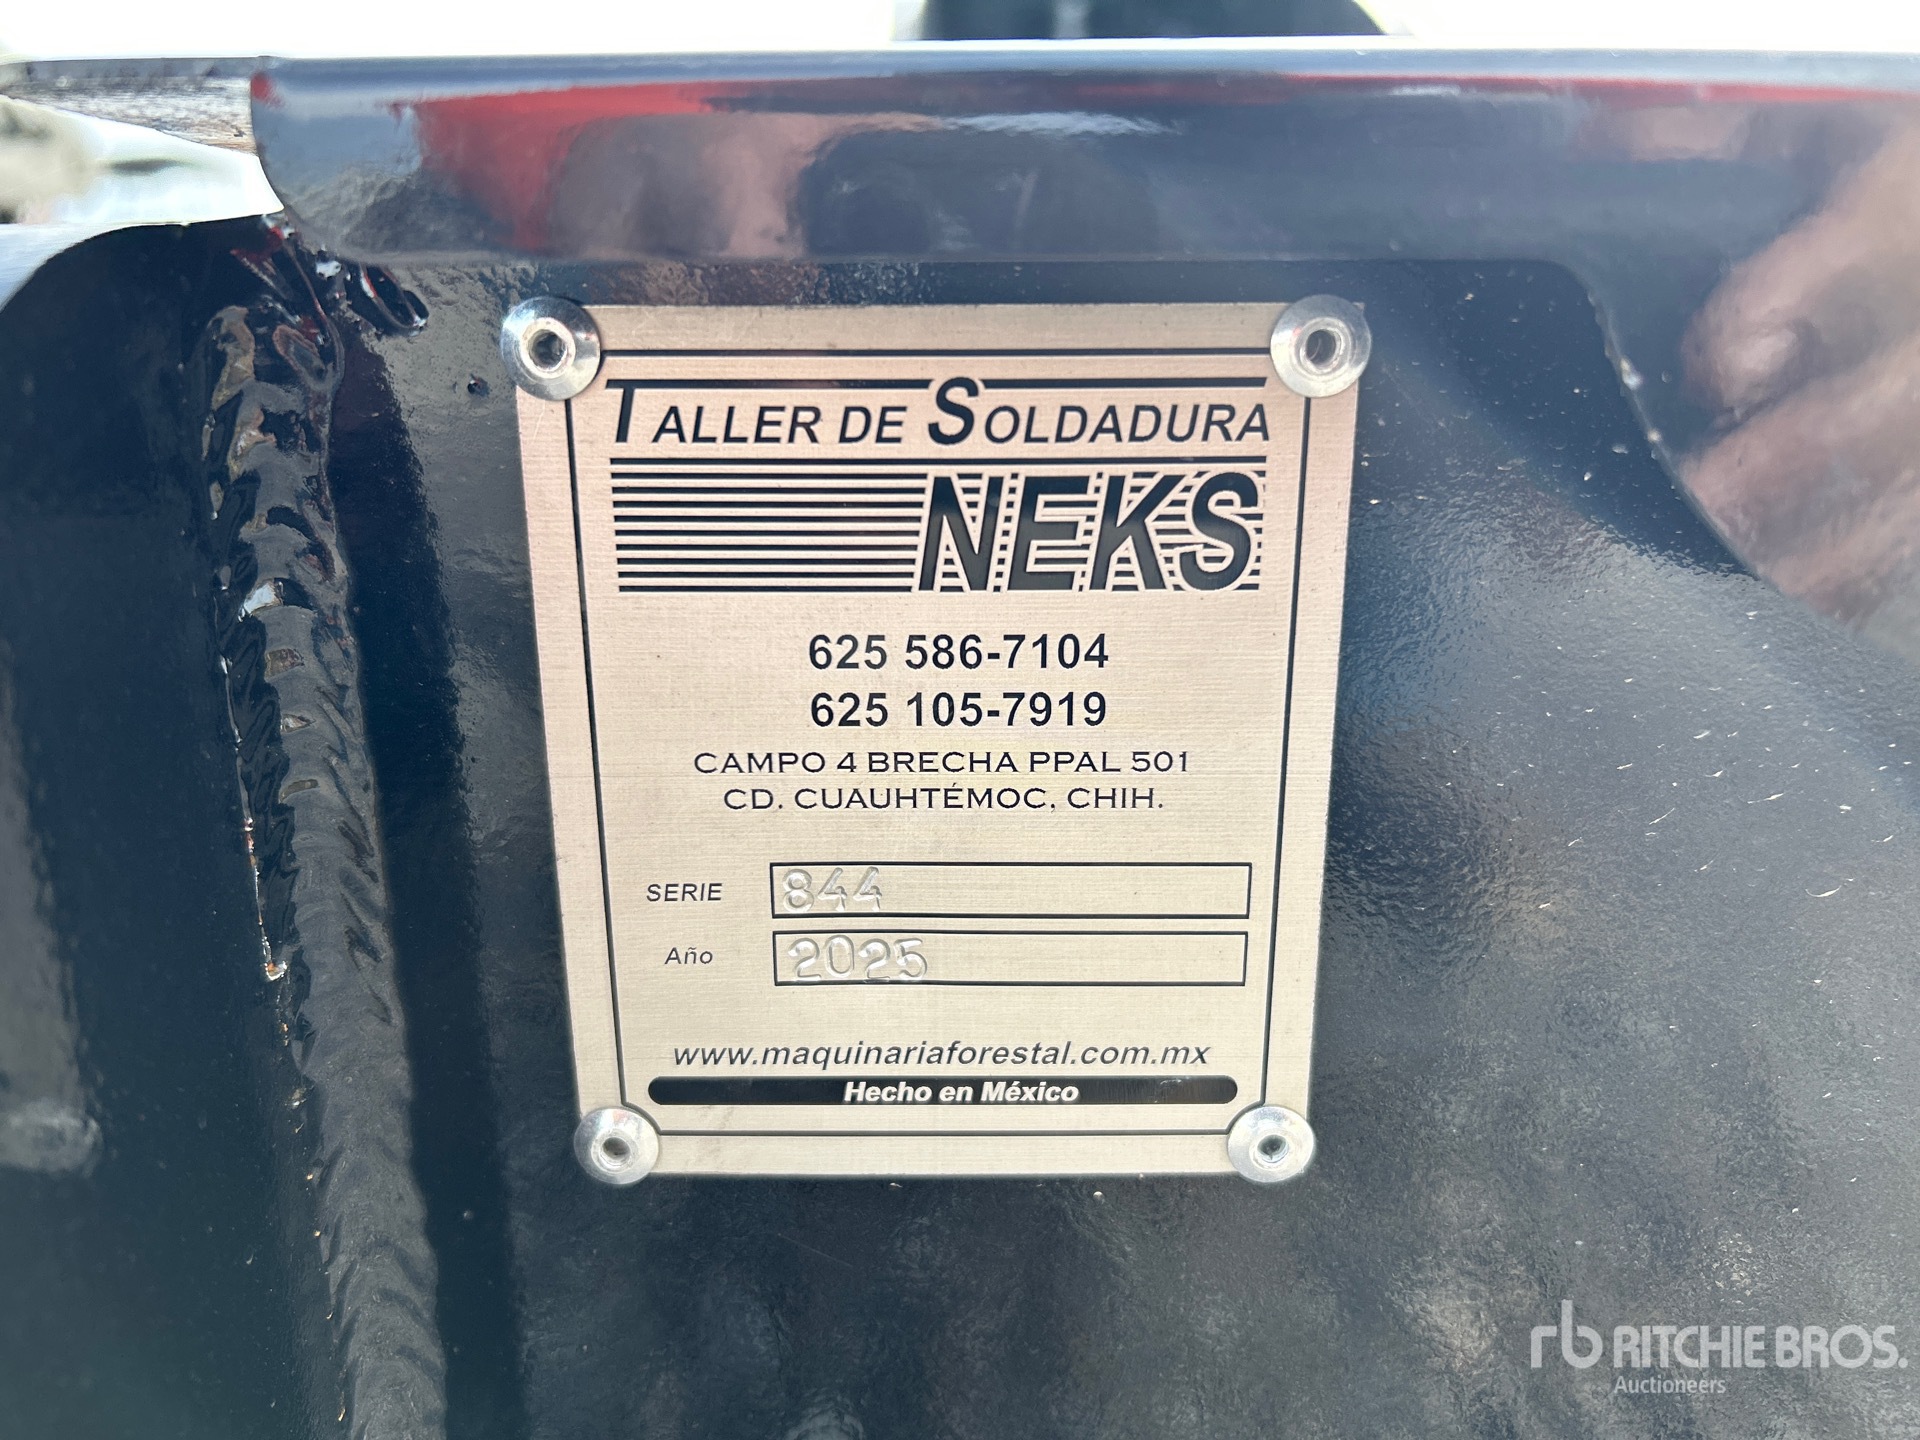 TALLER DE SOLDADURA
NEKS
625 586-7104
625 105-7919
CAMPO 4 BRECHA PPAL 501
CD. CUAUHTÉMOC, CHIH.
SERIE 844
Año 2025
www.maquinariaforestal.com.mx
Hecho en México
rb RITCHIE BROS.
Auctioneers